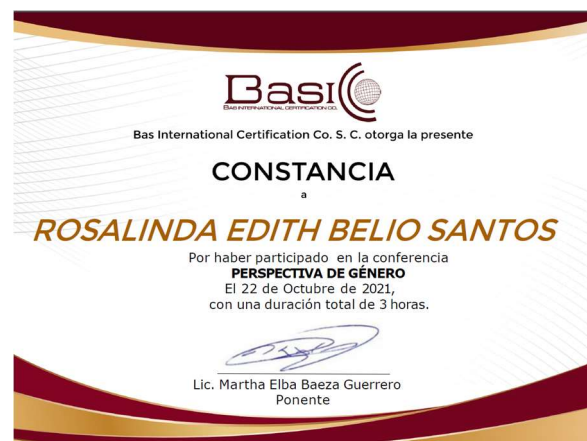 Basic
BAS INTERNATIONAL CERTIFICATION CO.
Bas International Certification Co. S. C. otorga la presente
CONSTANCIA
a
ROSALINDA EDITH BELIO SANTOS
Por haber participado en la conferencia
PERSPECTIVA DE GÉNERO
El 22 de Octubre de 2021,
con una duración total de 3 horas.
Lic. Martha Elba Baeza Guerrero
Ponente